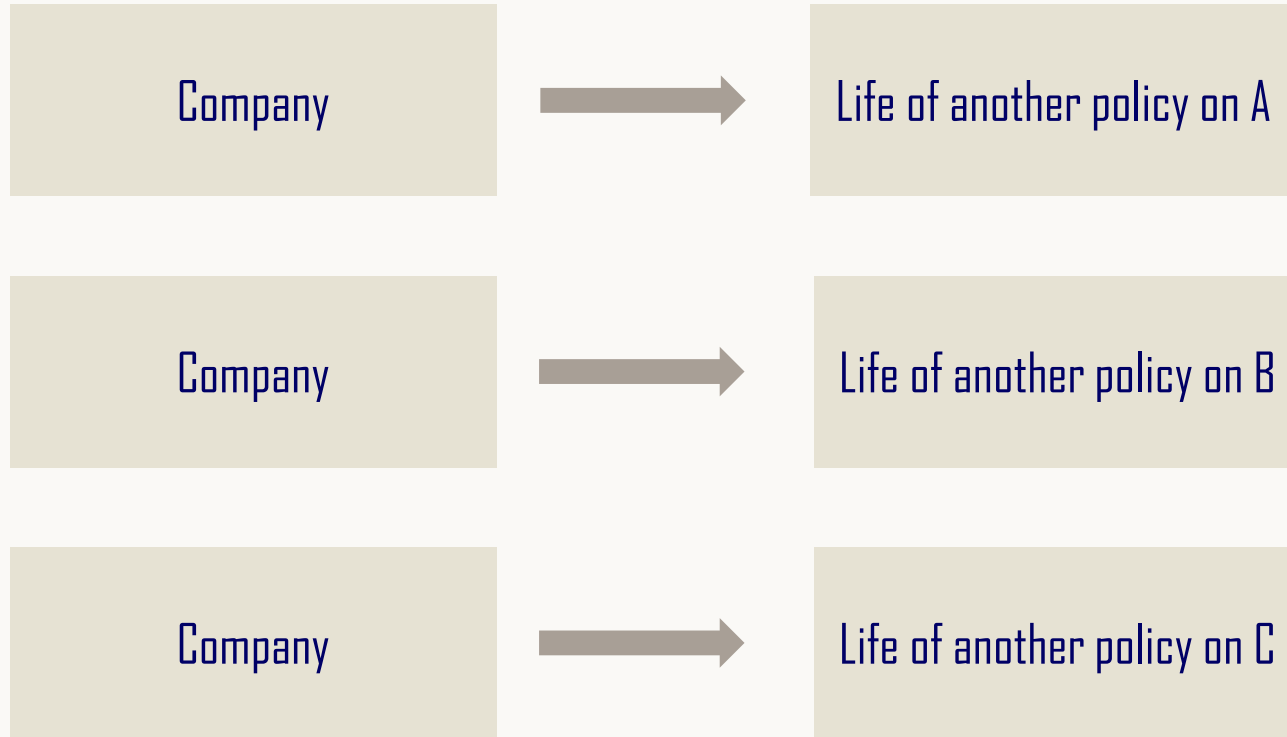 Company
Life of another policy on A
Company
Life of another policy on B
Company
Life of another policy on C